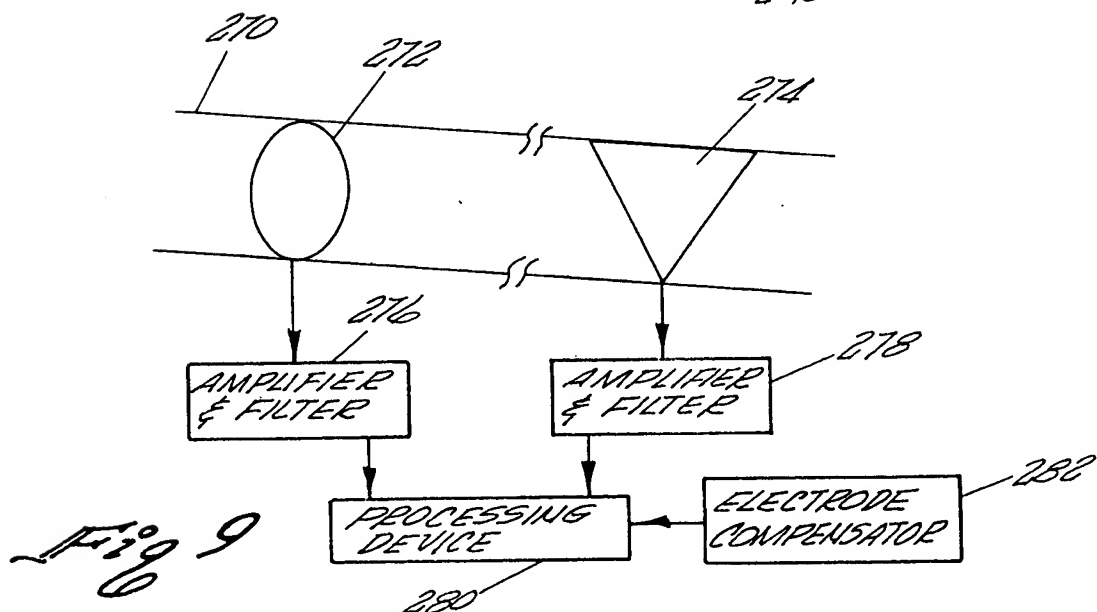 270
272
274
276
278
AMPLIFIER
& FILTER
AMPLIFIER
& FILTER
282
PROCESSING
DEVICE
ELECTRODE
COMPENSATOR
Fig 9
280